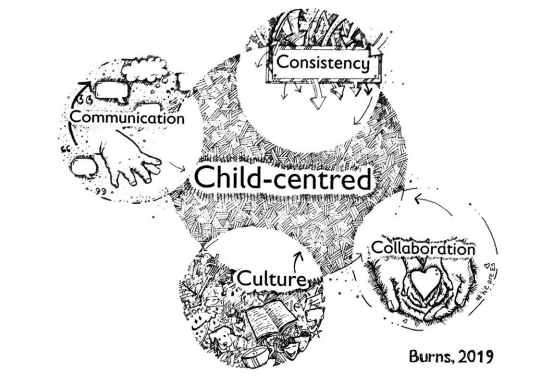 Consistency
Communication
Child-centred
Collaboration
Culture
Burns, 2019